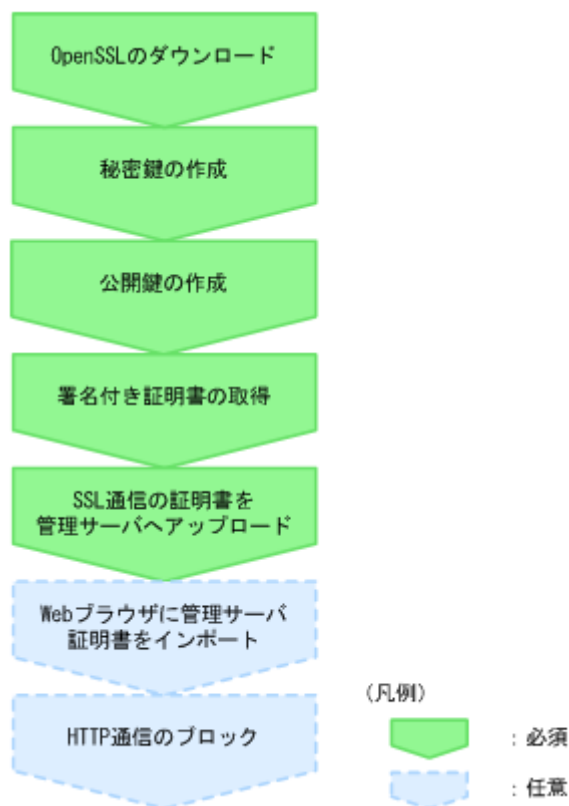 OpenSSLのダウンロード
秘密鍵の作成
公開鍵の作成
署名付き証明書の取得
SSL通信の証明書を
管理サーバへアップロード
Webブラウザに管理サーバ
証明書をインポート
HTTP通信のブロック
(凡例)
：必須
：任意